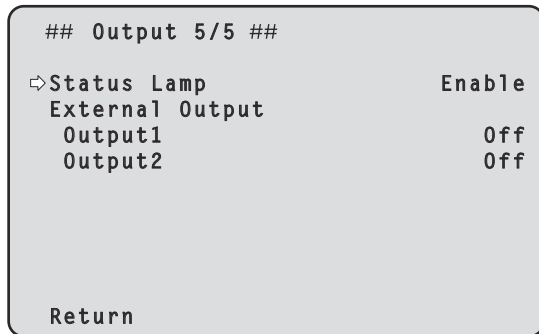 ## Output 5/5 ##
⇨Status Lamp Enable
External Output
Output1 Off
Output2 Off
Return